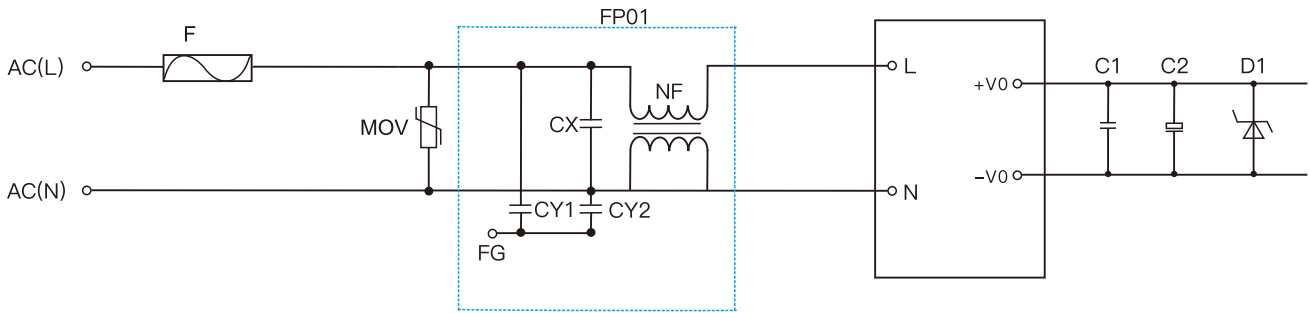 FP01
F
AC(L)
MOV
CX
NF
L
+V0
C1
C2
D1
AC(N)
N
−V0
CY1
CY2
FG